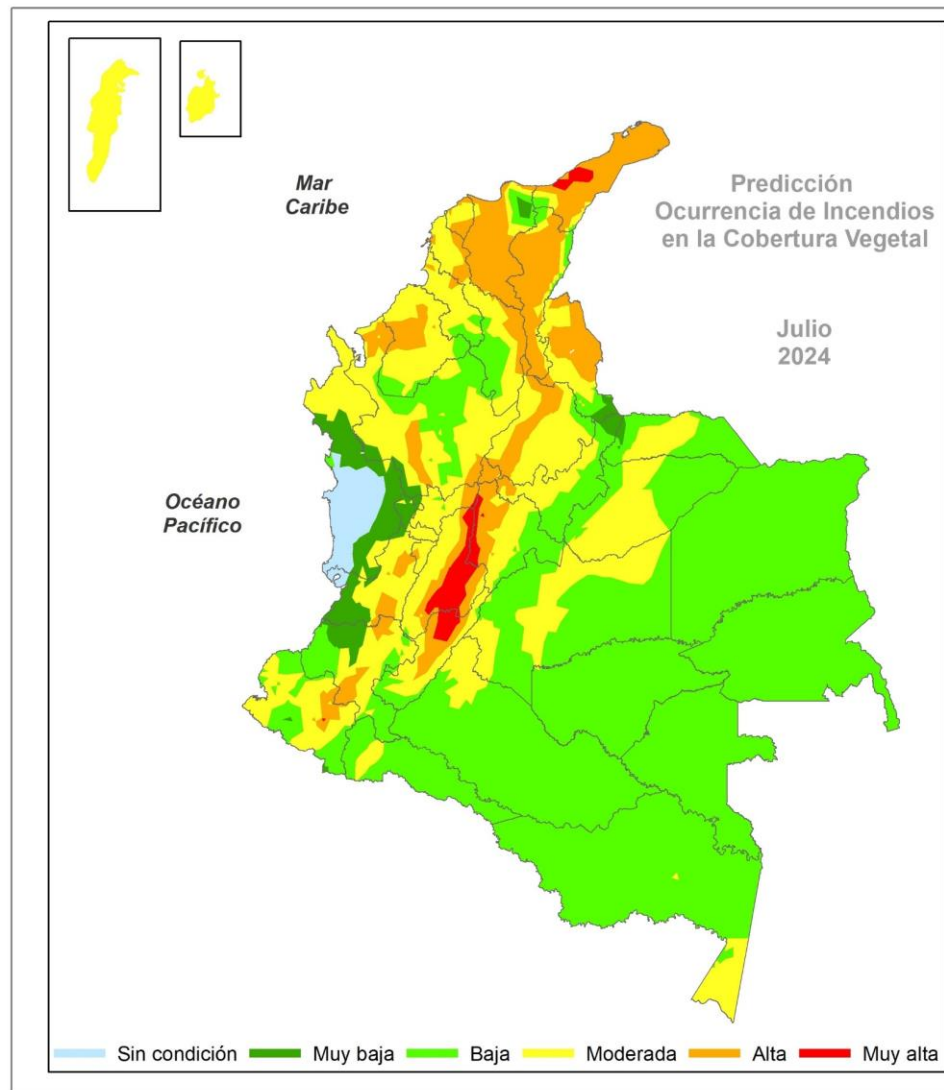 Mar
Caribe
Predicción
Ocurrencia de Incendios
en la Cobertura Vegetal
Julio
2024
Océano
Pacífico
Sin condición
Muy baja
Baja
Moderada
Alta
Muy alta